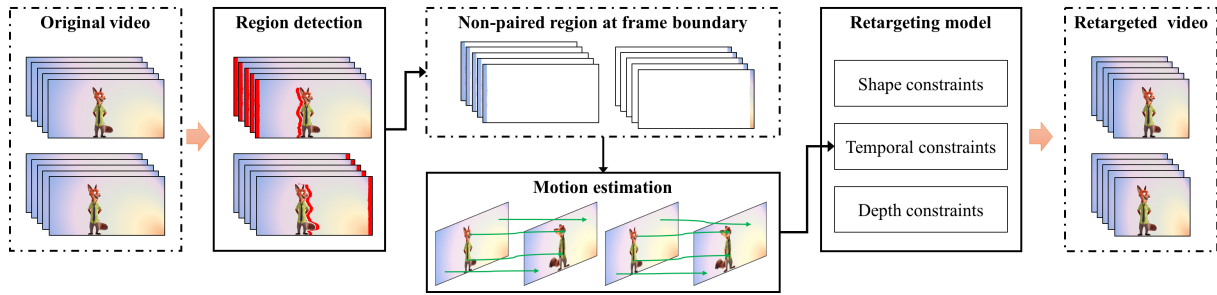 Original video
Region detection
Non-paired region at frame boundary
Motion estimation
Retargeting model
Shape constraints
Temporal constraints
Depth constraints
Retargeted video